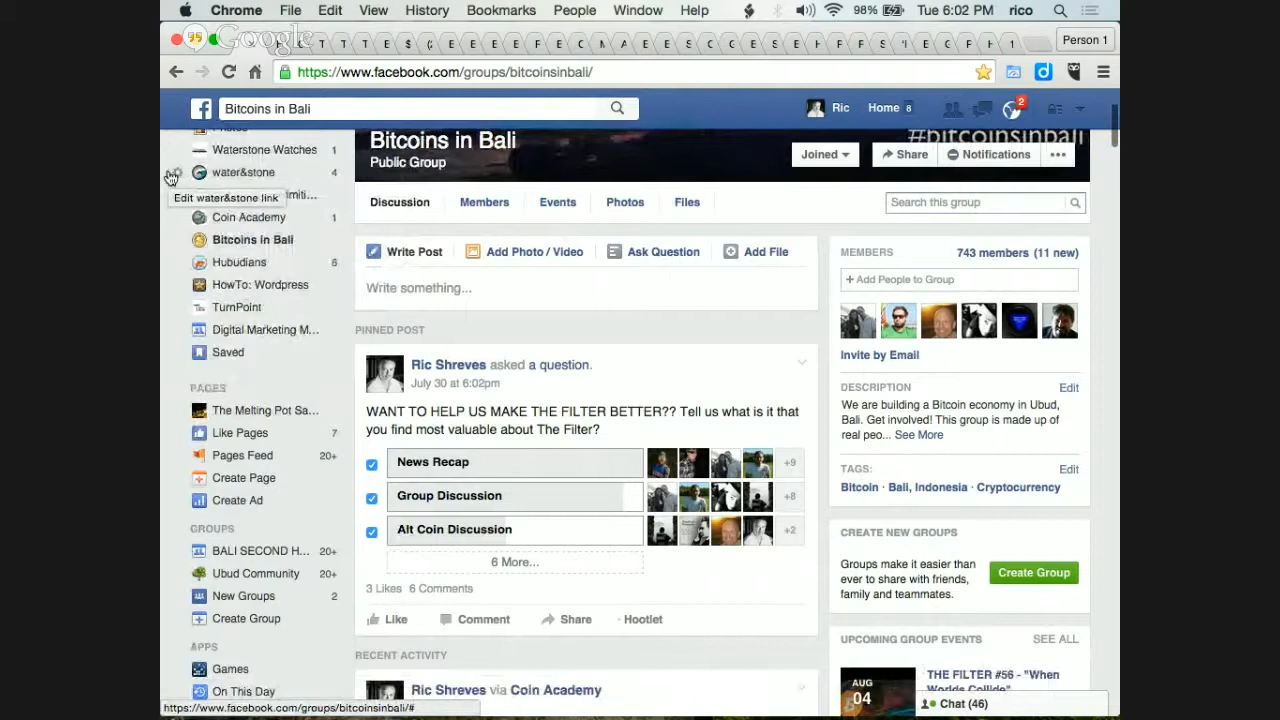 Chrome File Edit View History Bookmarks People Window Help 98% Tue 6:02 PM rico
Google
T T T E $ E E E F E C M A E E S C C E S E F F S E F 1 Person 1
https://www.facebook.com/groups/bitcoinsinbali/
Bitcoins in Bali
Ric
Home 8
2
Photos
Waterstone Watches 1
water&stone 4
Edit water&stone link
Coin Academy 1
Bitcoins in Bali
Hubudians 6
HowTo: Wordpress
TurnPoint
Digital Marketing M...
Saved
PAGES
The Melting Pot Sa...
Like Pages 7
Pages Feed 20+
Create Page
Create Ad
GROUPS
BALI SECOND H... 20+
Ubud Community 20+
New Groups 2
Create Group
APPS
Games
On This Day
https://www.facebook.com/groups/bitcoinsinbali/#
Bitcoins in Bali
Public Group
#bitcoinsinbali
Joined
Share
Notifications
Discussion Members Events Photos Files
Search this group
Write Post Add Photo / Video Ask Question Add File
Write something...
PINNED POST
Ric Shreves asked a question.
July 30 at 6:02pm
WANT TO HELP US MAKE THE FILTER BETTER?? Tell us what is it that
you find most valuable about The Filter?
News Recap +9
Group Discussion +8
Alt Coin Discussion +2
6 More...
3 Likes 6 Comments
Like Comment Share · Hootlet
RECENT ACTIVITY
Ric Shreves via Coin Academy
MEMBERS 743 members (11 new)
+ Add People to Group
Invite by Email
DESCRIPTION Edit
We are building a Bitcoin economy in Ubud,
Bali. Get involved! This group is made up of
real peo... See More
TAGS: Edit
Bitcoin · Bali, Indonesia · Cryptocurrency
CREATE NEW GROUPS
Groups make it easier than
ever to share with friends,
family and teammates.
Create Group
UPCOMING GROUP EVENTS SEE ALL
AUG
04
THE FILTER #56 - "When
Worlds Collide"
Chat (46)